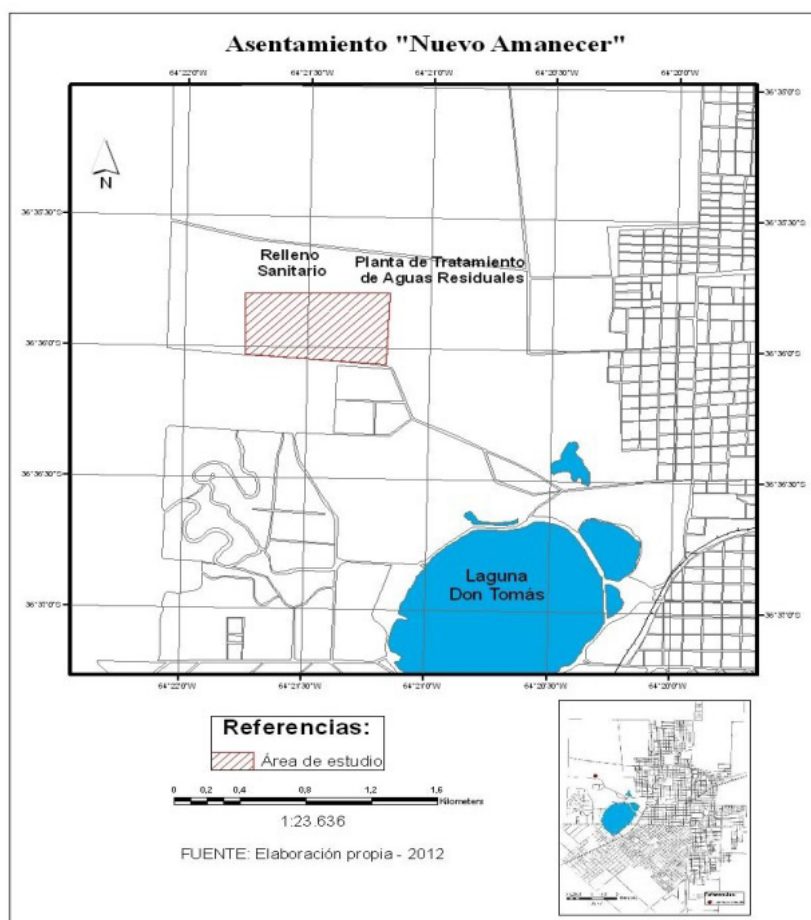 Asentamiento "Nuevo Amanecer"
64°22'0"W
64°21'30"W
64°21'0"W
64°20'30"W
64°20'0"W
36°35'0"S
N
36°35'30"S
36°35'30"S
Relleno
Sanitario
Planta de Tratamiento
de Aguas Residuales
36°36'0"S
36°36'0"S
36°36'30"S
36°36'30"S
Laguna
Don Tomás
36°37'0"S
36°37'0"S
64°22'0"W
64°21'30"W
64°21'0"W
64°20'30"W
64°20'0"W
Referencias:
Área de estudio
0 0,2 0,4 0,8 1,2 1,6
Kilometers
1:23.636
FUENTE: Elaboración propia - 2012